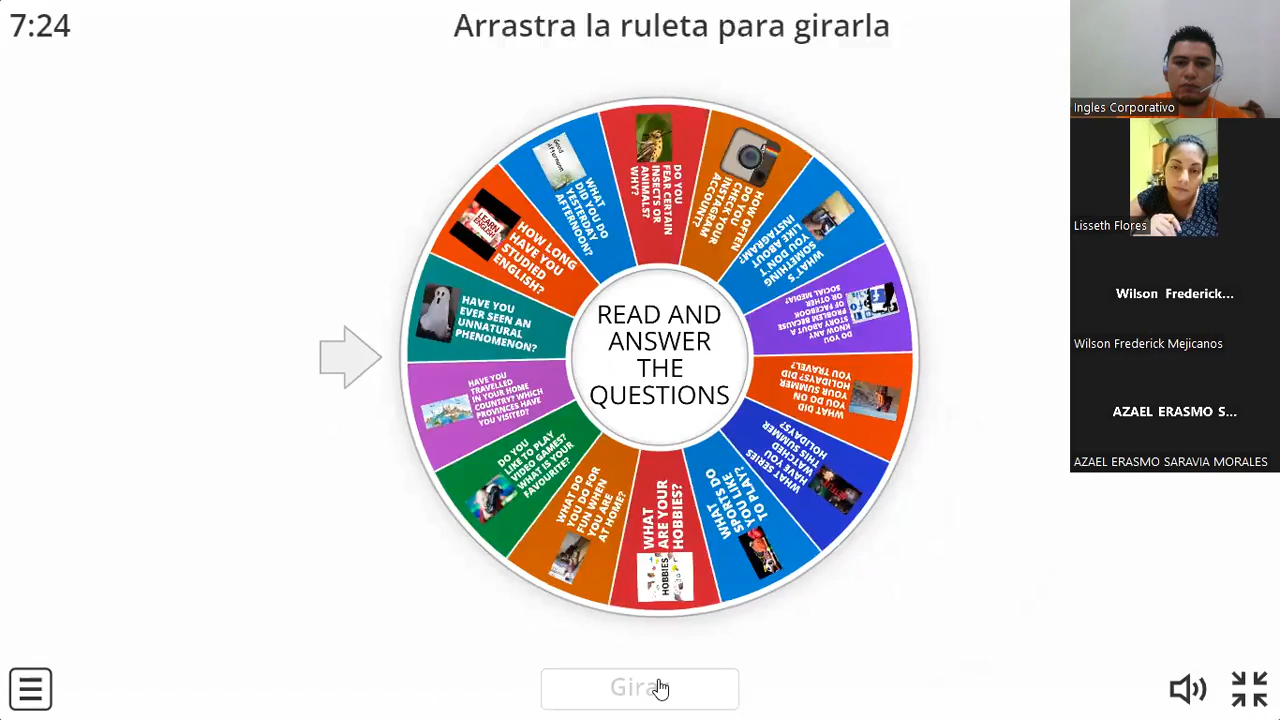 7:24
Arrastra la ruleta para girarla
READ AND
ANSWER
THE
QUESTIONS
DO YOU
FEAR CERTAIN
INSECTS OR
ANIMALS?
WHY?
HOW OFTEN
DO YOU
CHECK YOUR
INSTAGRAM
ACCOUNT?
WHAT'S
SOMETHING
YOU DON'T
LIKE ABOUT
INSTAGRAM?
DO YOU
KNOW ANY
STORY ABOUT A
PROBLEM BECAUSE
OF FACEBOOK
OR OTHER
SOCIAL MEDIA?
WHAT DID
YOU DO ON
YOUR SUMMER
HOLIDAYS? DID
YOU TRAVEL?
WHAT SERIES
HAVE YOU
WATCHED
THIS SUMMER
HOLIDAYS?
WHAT
SPORTS DO
YOU LIKE
TO PLAY?
WHAT
ARE YOUR
HOBBIES?
HOBBIES
WHAT DO
YOU DO FOR
FUN WHEN
YOU ARE
AT HOME?
DO YOU
LIKE TO PLAY
VIDEO GAMES?
WHAT IS YOUR
FAVOURITE?
HAVE YOU
TRAVELLED
IN YOUR HOME
COUNTRY? WHICH
PROVINCES HAVE
YOU VISITED?
HAVE YOU
EVER SEEN AN
UNNATURAL
PHENOMENON?
LEARN
ENGLISH
HOW LONG
HAVE YOU
STUDIED
ENGLISH?
Good
Afternoon
WHAT
DID YOU DO
YESTERDAY
AFTERNOON?
Ingles Corporativo
Lisseth Flores
Wilson Frederick...
Wilson Frederick Mejicanos
AZAEL ERASMO S...
AZAEL ERASMO SARAVIA MORALES